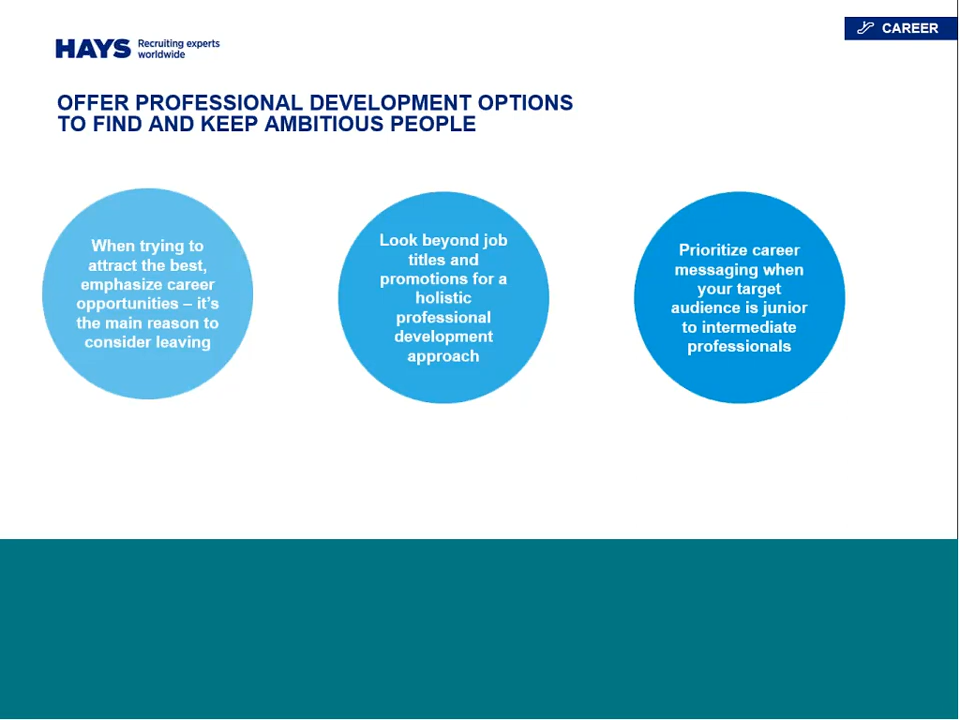 HAYS Recruiting experts
worldwide
CAREER
OFFER PROFESSIONAL DEVELOPMENT OPTIONS
TO FIND AND KEEP AMBITIOUS PEOPLE
When trying to
attract the best,
emphasize career
opportunities – it’s
the main reason to
consider leaving
Look beyond job
titles and
promotions for a
holistic
professional
development
approach
Prioritize career
messaging when
your target
audience is junior
to intermediate
professionals